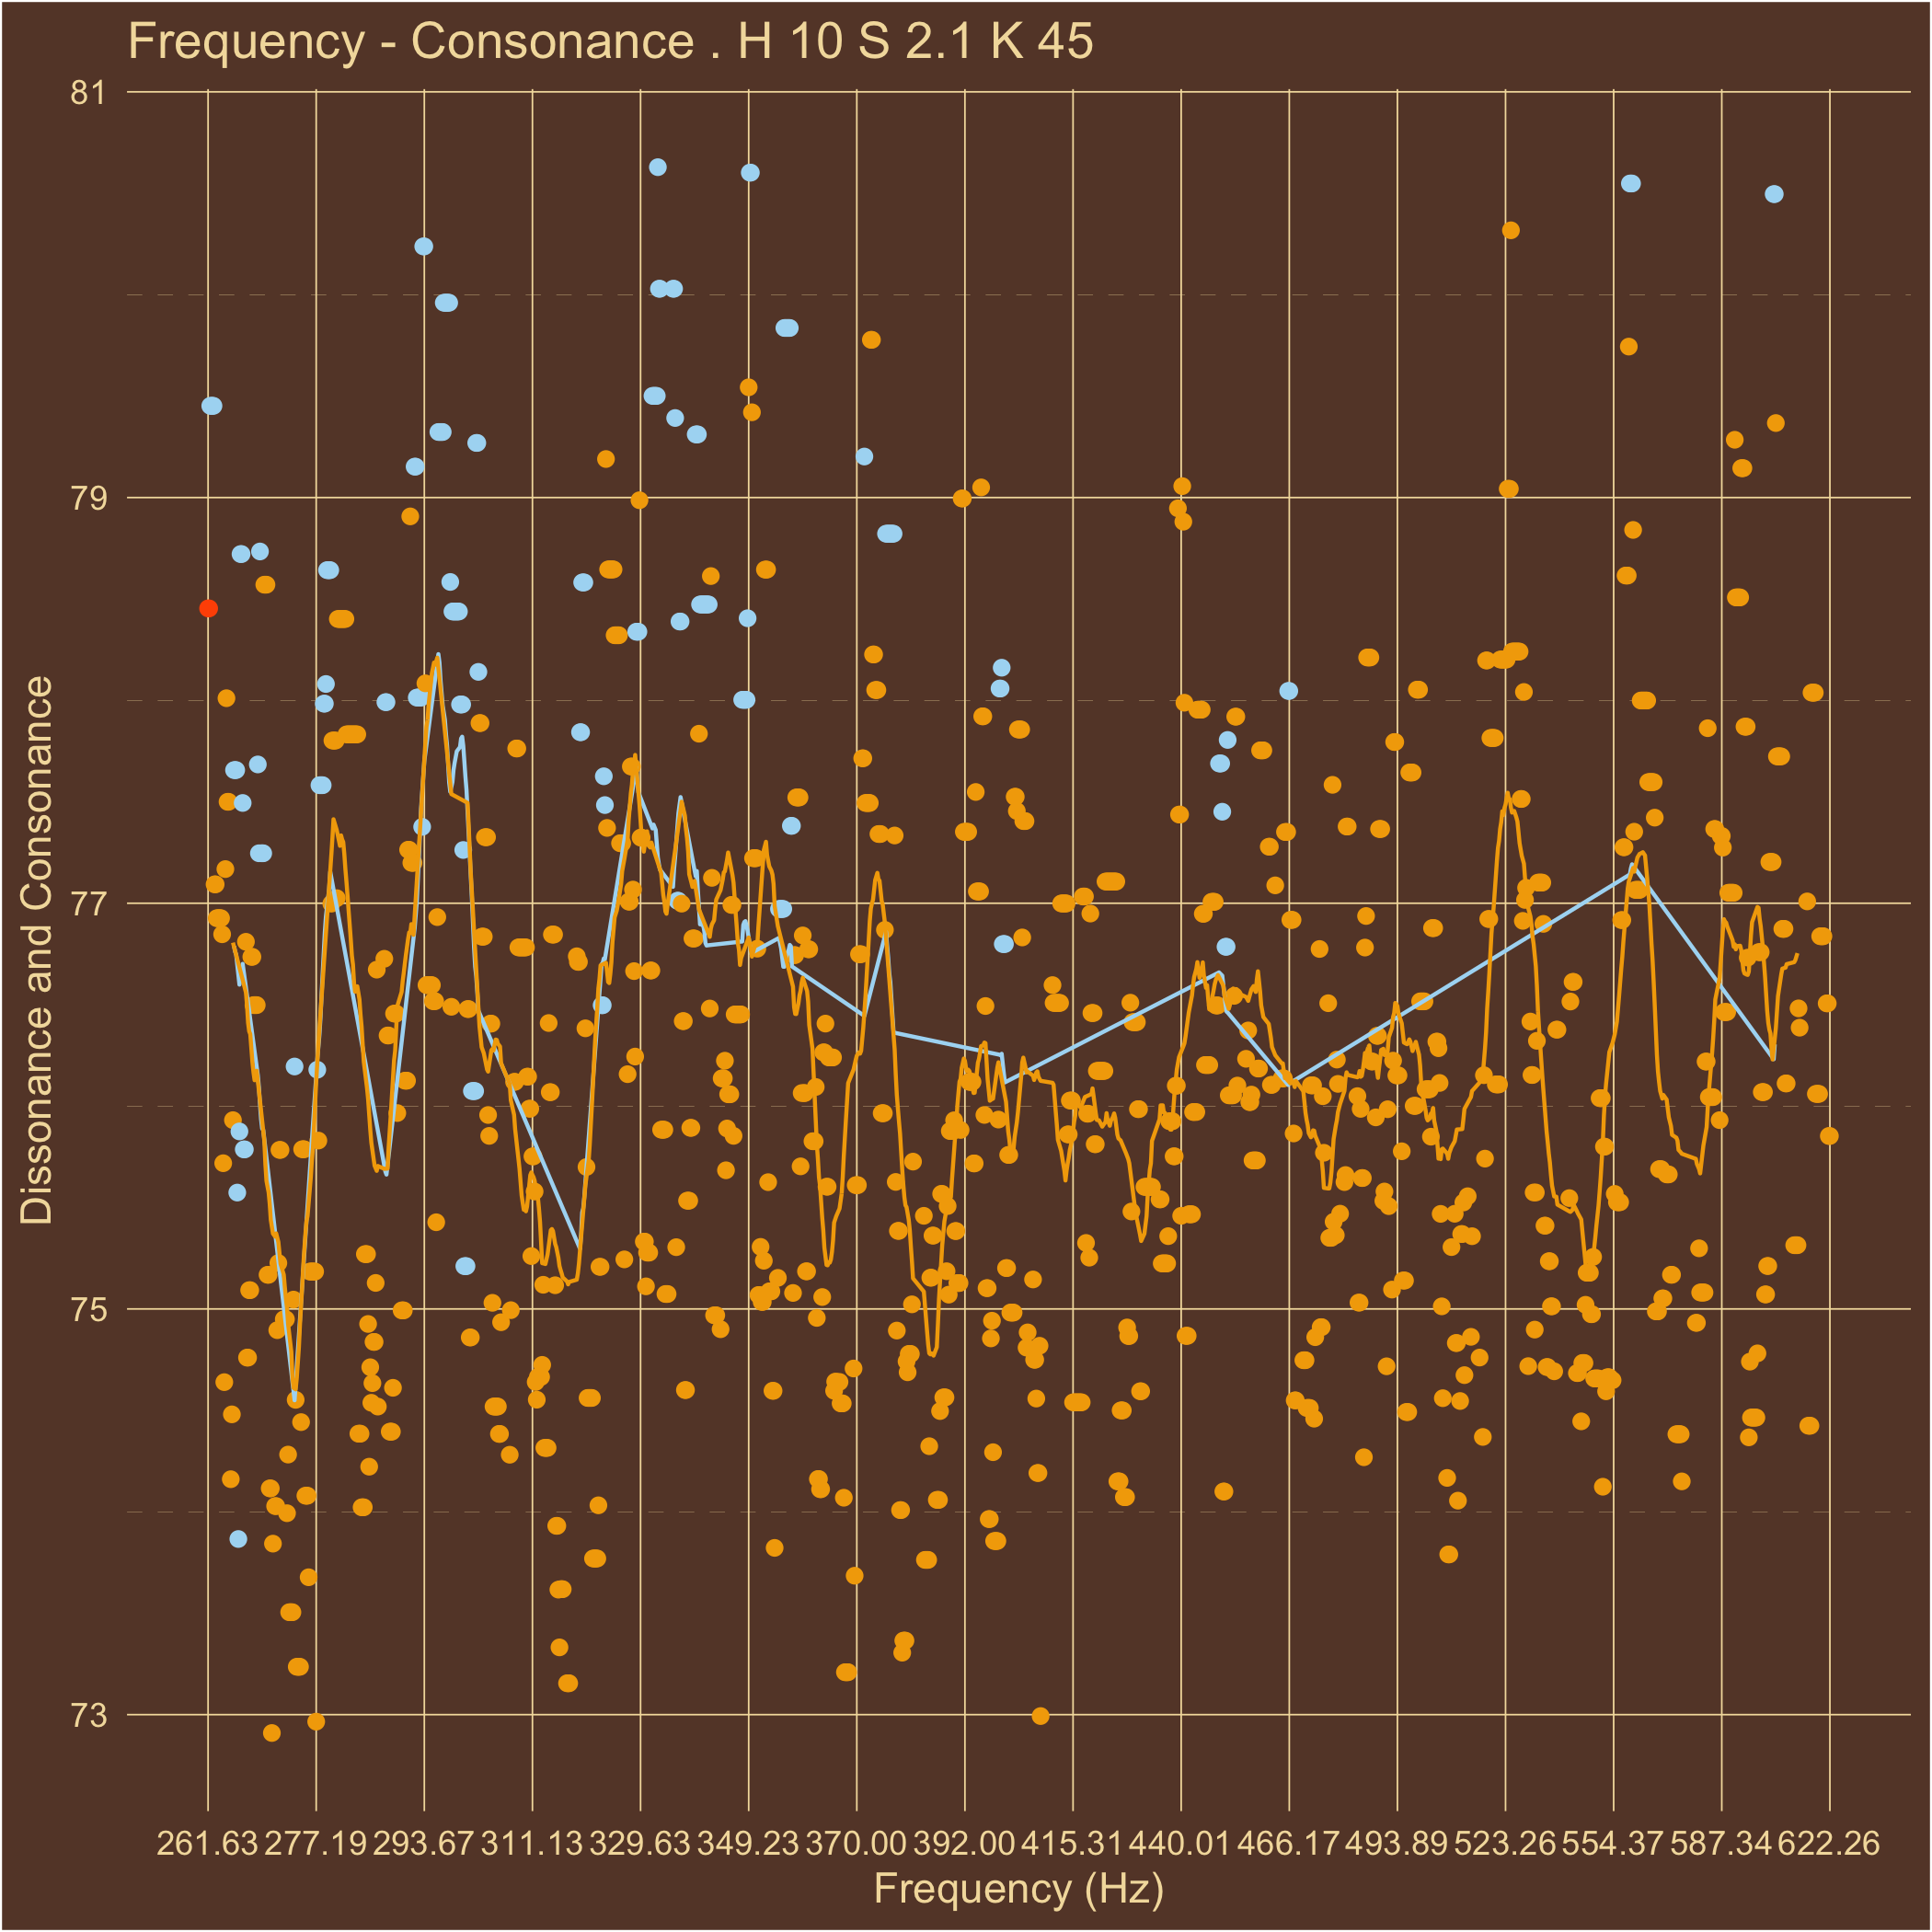 Frequency - Consonance . H 10 S 2.1 K 45
81
79
77
75
73
Dissonance and Consonance
261.63 277.19 293.67 311.13 329.63 349.23 370.00 392.00 415.31 440.01 466.17 493.89 523.26 554.37 587.34 622.26
Frequency (Hz)